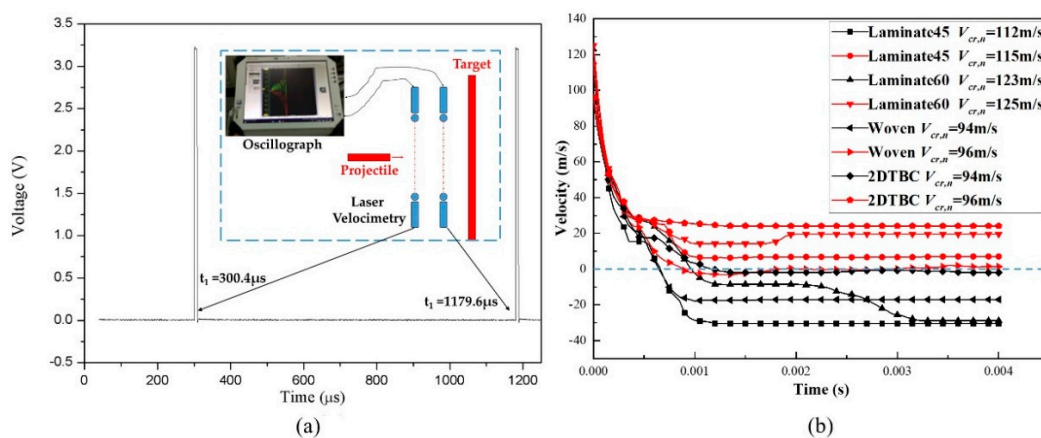 3.5
3.0
2.5
2.0
1.5
1.0
0.5
0.0
-0.5
Voltage (V)
0
200
400
600
800
1000
1200
Time (μs)
Oscillograph
Target
Projectile
Laser
Velocimetry
t₁ =300.4μs
t₁ =1179.6μs
(a)
140
120
100
80
60
40
20
0
-20
-40
Velocity (m/s)
0.000
0.001
0.002
0.003
0.004
Time (s)
Laminate45 Vcr,n=112m/s
Laminate45 Vcr,n=115m/s
Laminate60 Vcr,n=123m/s
Laminate60 Vcr,n=125m/s
Woven Vcr,n=94m/s
Woven Vcr,n=96m/s
2DTBC Vcr,n=94m/s
2DTBC Vcr,n=96m/s
(b)